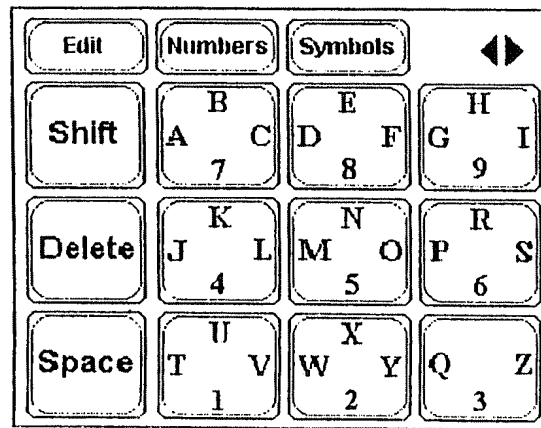 Edit Numbers Symbols
Shift
B
A C
7
E
D F
8
H
G I
9
Delete
K
J L
4
N
M O
5
R
P S
6
Space
U
T V
1
X
W Y
2
Q Z
3